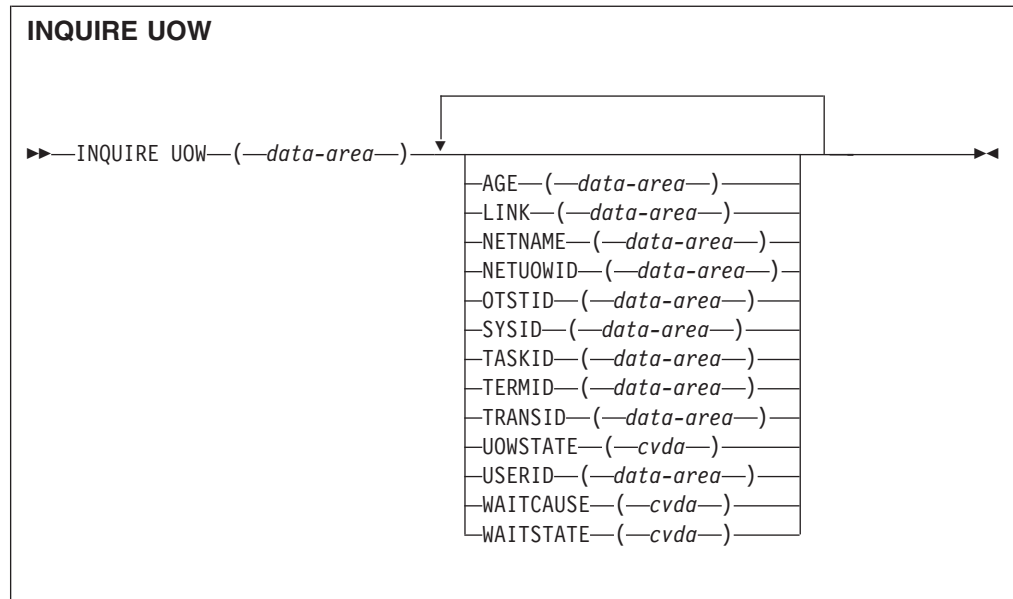 INQUIRE UOW
INQUIRE UOW (data-area)
AGE (data-area)
LINK (data-area)
NETNAME (data-area)
NETUOWID (data-area)
OTSTID (data-area)
SYSID (data-area)
TASKID (data-area)
TERMID (data-area)
TRANSID (data-area)
UOWSTATE (cvda)
USERID (data-area)
WAITCAUSE (cvda)
WAITSTATE (cvda)